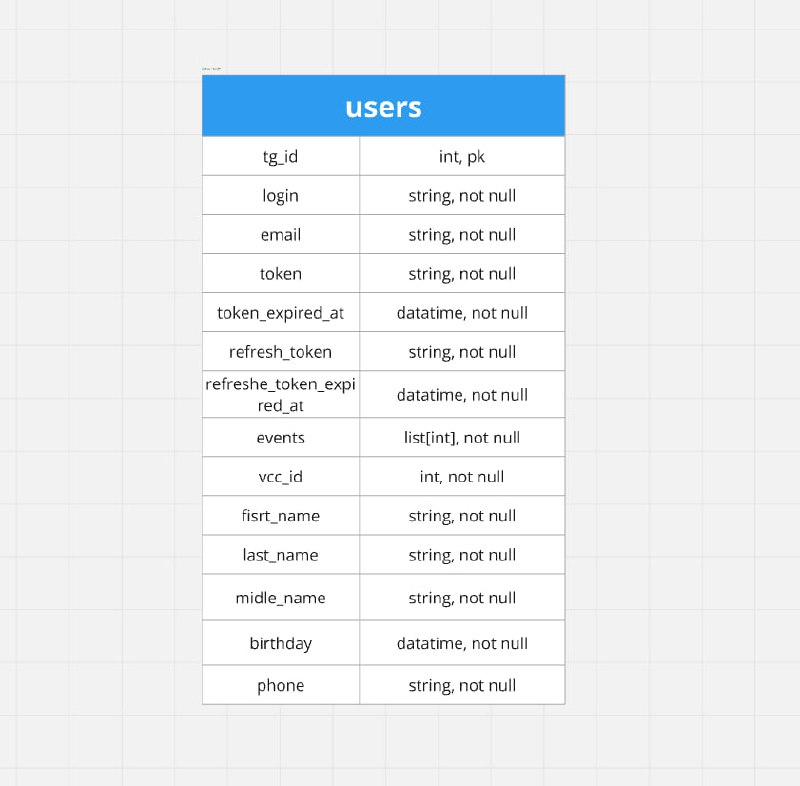 users
tg_id int, pk
login string, not null
email string, not null
token string, not null
token_expired_at datatime, not null
refresh_token string, not null
refreshe_token_expi
red_at datatime, not null
events list[int], not null
vcc_id int, not null
fisrt_name string, not null
last_name string, not null
midle_name string, not null
birthday datatime, not null
phone string, not null